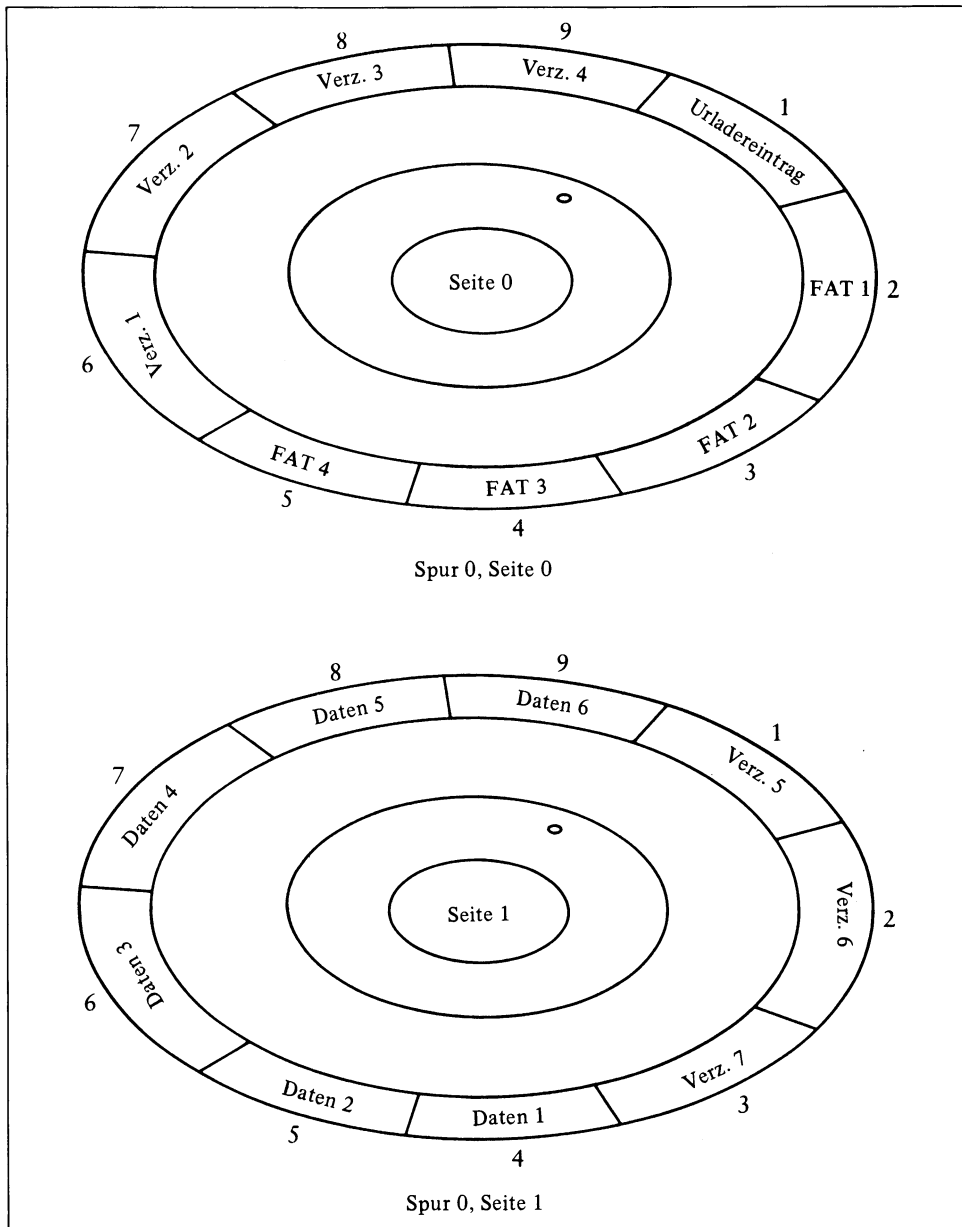 8
9
Verz. 3
Verz. 4
1
Urladereintrag
7
Verz. 2
FAT 1
2
Seite 0
Verz. 1
6
FAT 2
3
FAT 4
5
FAT 3
4
Spur 0, Seite 0
8
9
Daten 5
Daten 6
1
Verz. 5
7
Daten 4
Verz. 6
2
Seite 1
Daten 3
6
Verz. 7
3
Daten 2
5
Daten 1
4
Spur 0, Seite 1